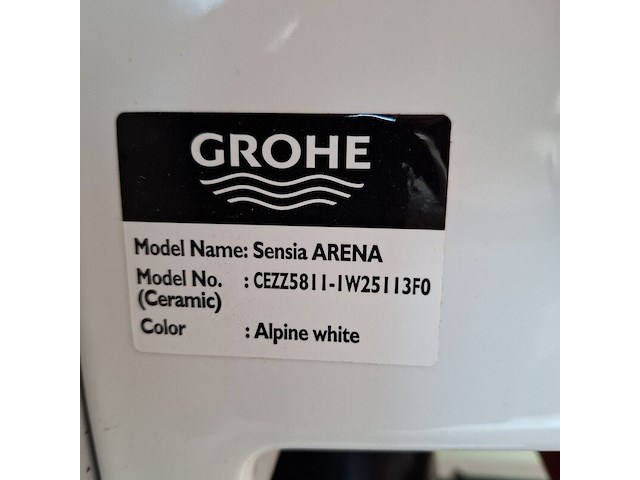 GROHE
Model Name: Sensia ARENA
Model No. : CEZZ5811-1W25113F0
(Ceramic)
Color : Alpine white